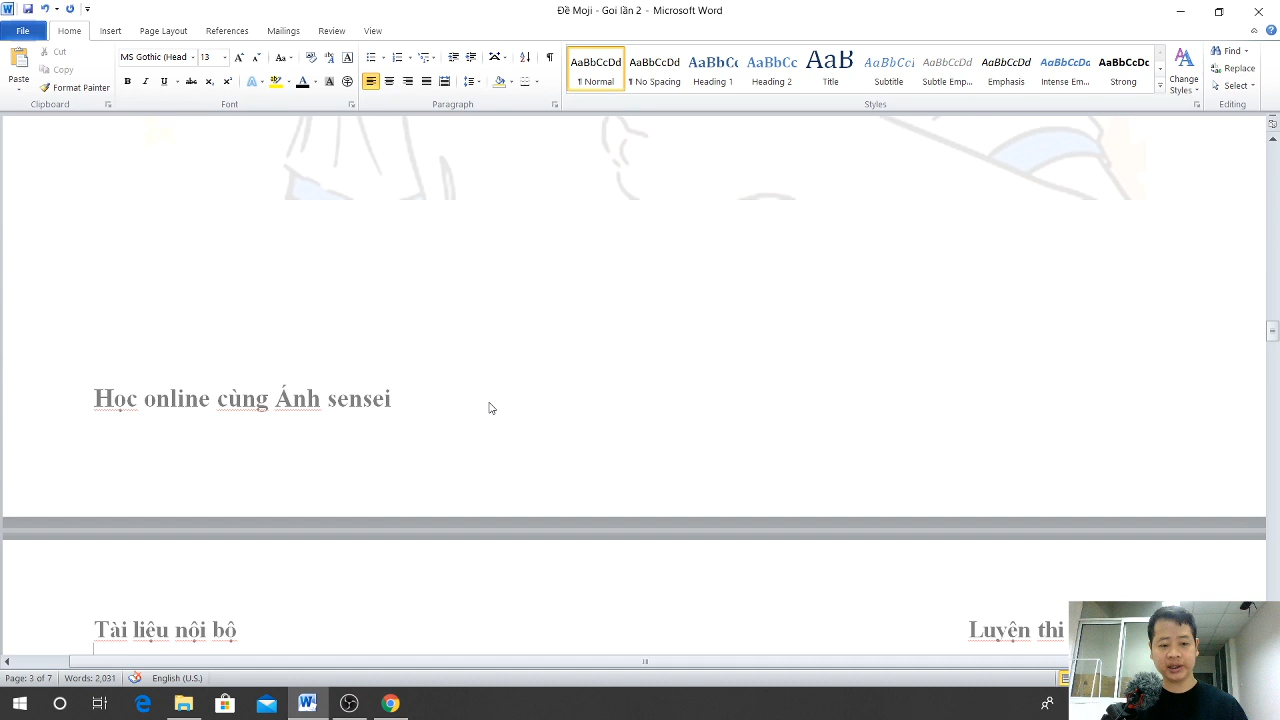 Đề Moji - Goi lần 2 - Microsoft Word
File Home Insert Page Layout References Mailings Review View
Paste
Cut
Copy
Format Painter
Clipboard
MS Gothic (Head 13
Font
Paragraph
AaBbCcDd AaBbCcDd AaBbCc AaBbCc AaB AaBbCcI AaBbCcDd AaBbCcDd AaBbCcDd AaBbCcDc
¶ Normal ¶ No Spacing Heading 1 Heading 2 Title Subtitle Subtle Emp... Emphasis Intense Em... Strong
Styles
Change
Styles
Find
Replace
Select
Editing
Học online cùng Ánh sensei
Tài liệu nội bộ
Luyện thi
Page: 3 of 7 Words: 2,031 English (U.S.)